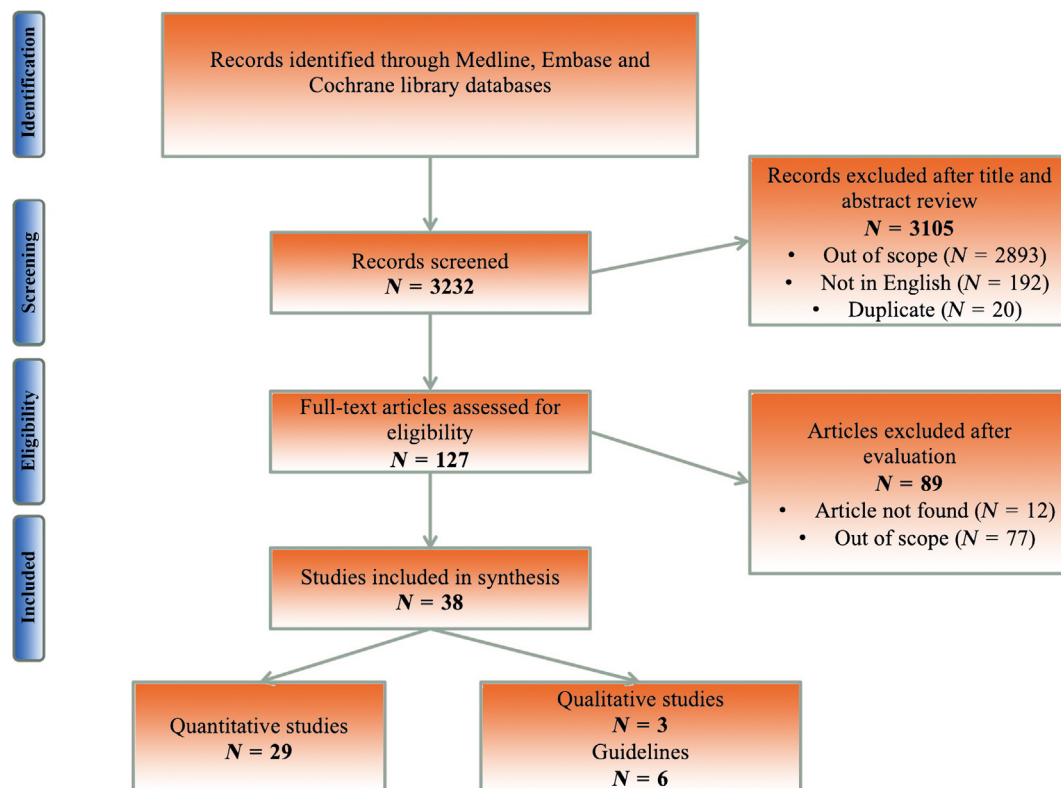 Identification
Records identified through Medline, Embase and
Cochrane library databases
Records excluded after title and
abstract review
N = 3105
• Out of scope (N = 2893)
• Not in English (N = 192)
• Duplicate (N = 20)
Screening
Records screened
N = 3232
Eligibility
Full-text articles assessed for
eligibility
N = 127
Articles excluded after
evaluation
N = 89
• Article not found (N = 12)
• Out of scope (N = 77)
Included
Studies included in synthesis
N = 38
Quantitative studies
N = 29
Qualitative studies
N = 3
Guidelines
N = 6